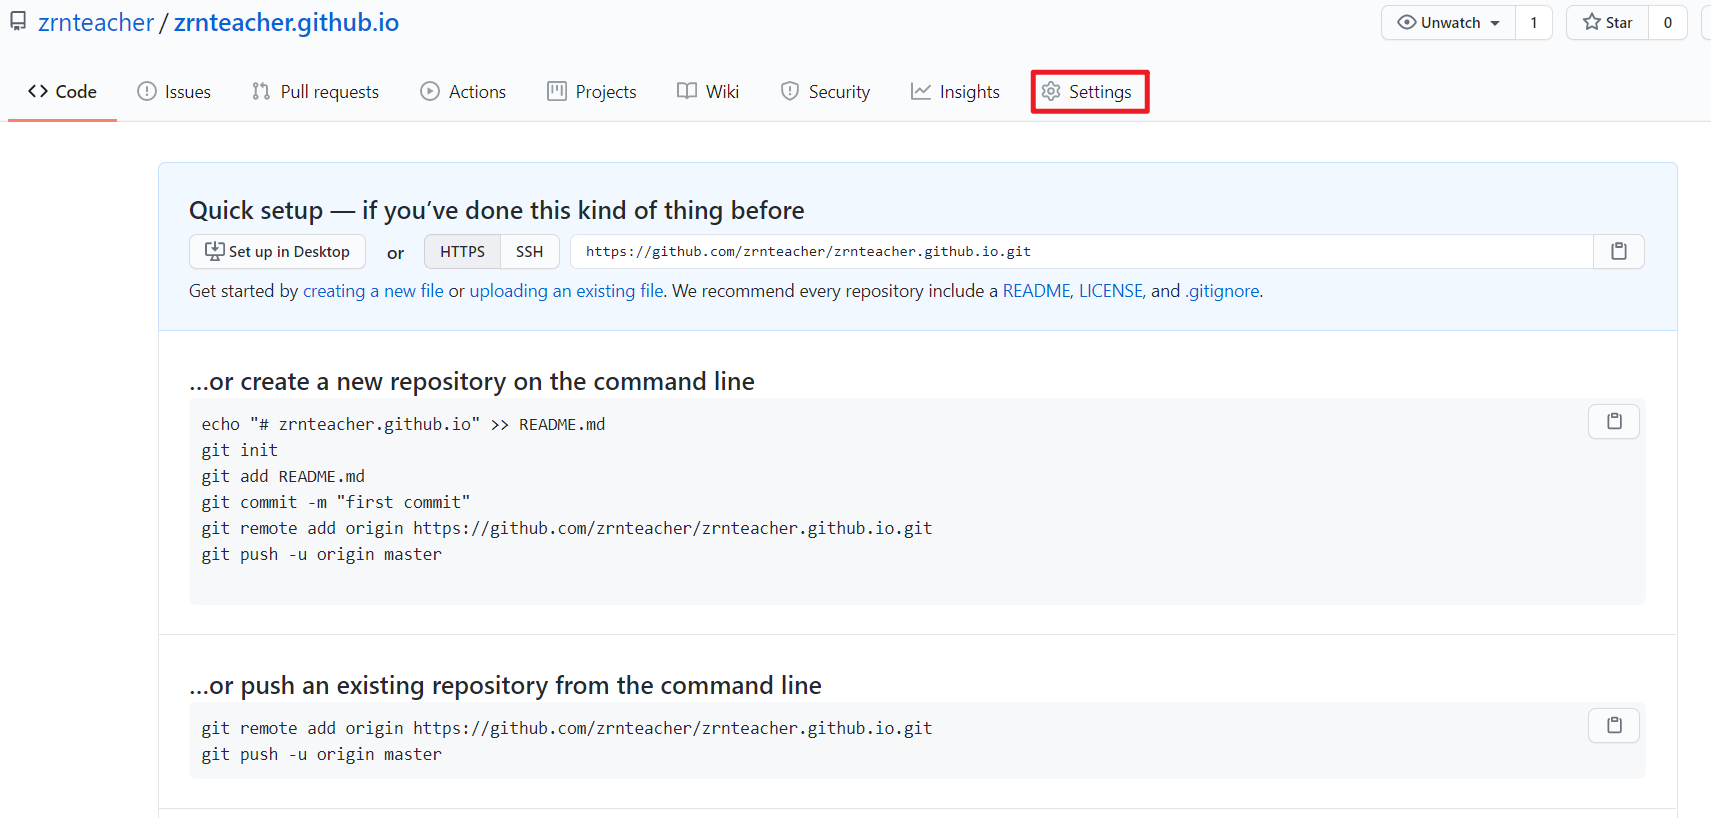 zrnteacher / zrnteacher.github.io
Unwatch 1
Star 0
Code Issues Pull requests Actions Projects Wiki Security Insights Settings
Quick setup — if you’ve done this kind of thing before
Set up in Desktop or HTTPS SSH https://github.com/zrnteacher/zrnteacher.github.io.git
Get started by creating a new file or uploading an existing file. We recommend every repository include a README, LICENSE, and .gitignore.
…or create a new repository on the command line
echo "# zrnteacher.github.io" >> README.md
git init
git add README.md
git commit -m "first commit"
git remote add origin https://github.com/zrnteacher/zrnteacher.github.io.git
git push -u origin master
…or push an existing repository from the command line
git remote add origin https://github.com/zrnteacher/zrnteacher.github.io.git
git push -u origin master